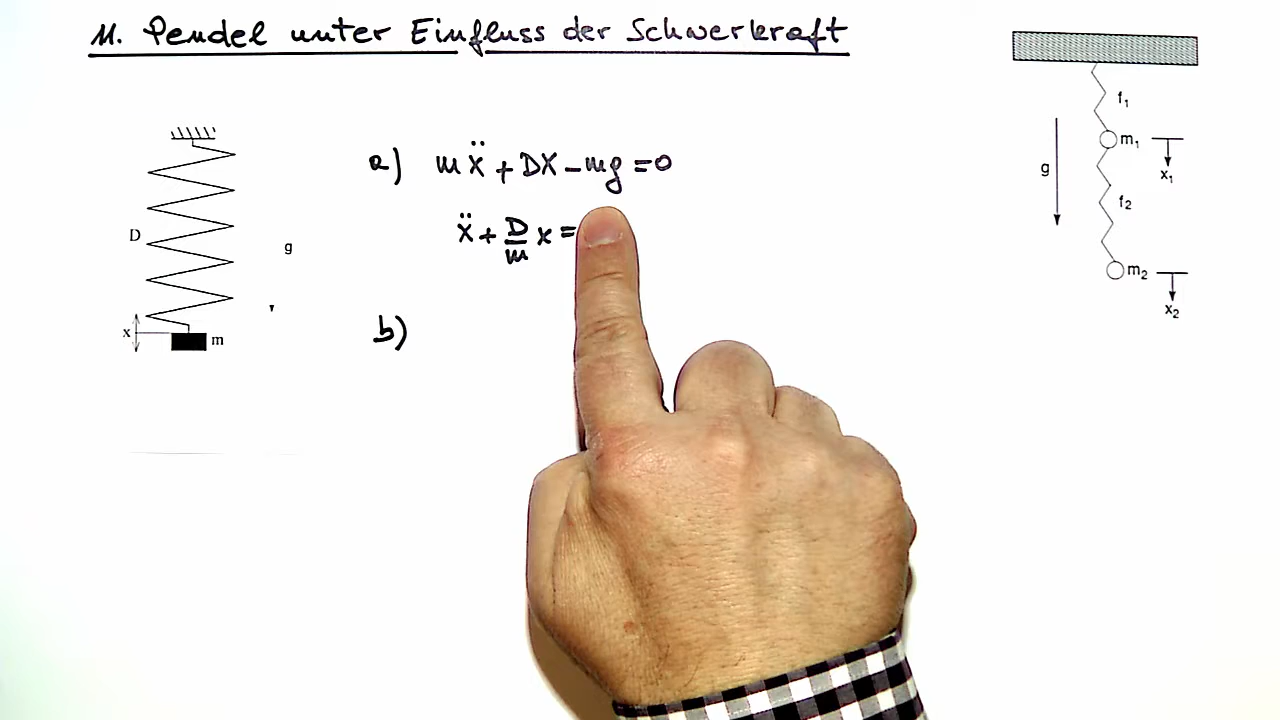 11. Pendel unter Einfluss der Schwerkraft
D
g
x
m
a) mẍ + Dx - mg = 0
ẍ + D/m x =
b)
f₁
m₁
x₁
g
f₂
m₂
x₂